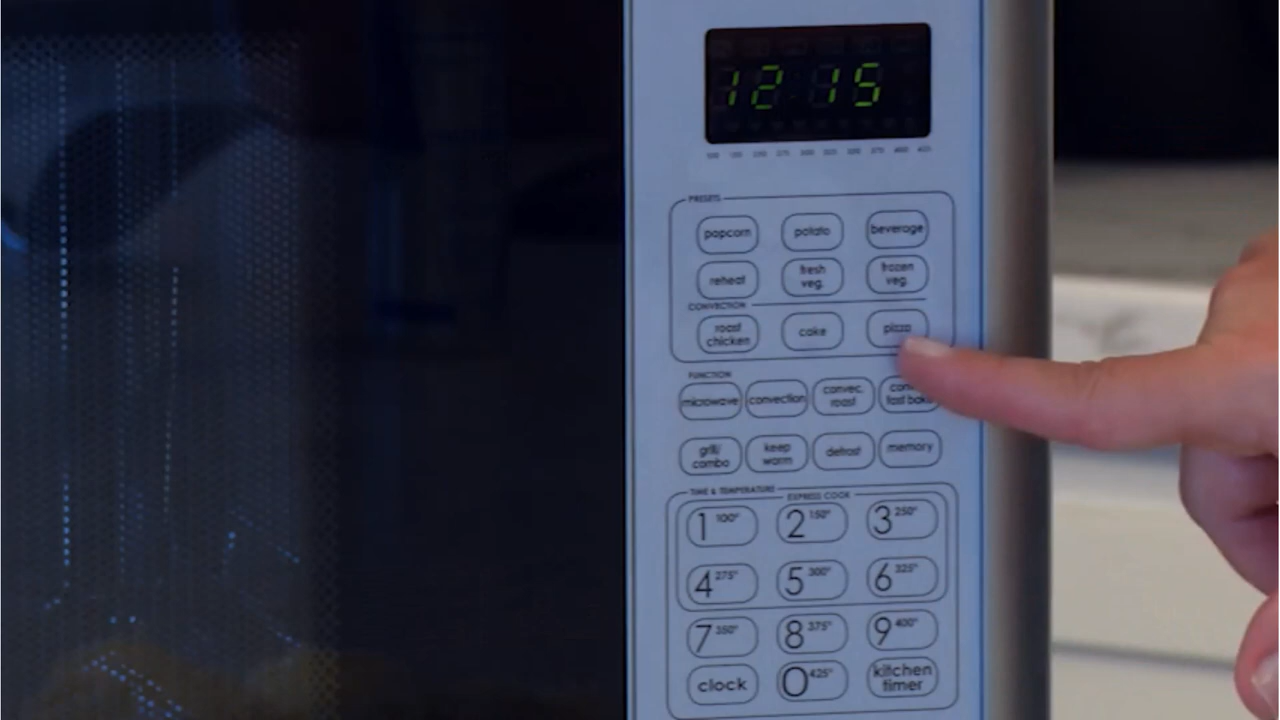 12 15
PRESETS
popcorn potato beverage
reheat fresh veg. frozen veg.
CONVECTION
roast chicken cake pizza
FUNCTION
microwave convection convec. roast fast bake
grill/ combo keep warm defrost memory
TIME & TEMPERATURE EXPRESS COOK
1 100° 2 150° 3 250°
4 275° 5 300° 6 325°
7 350° 8 375° 9 400°
clock 0 425° kitchen timer